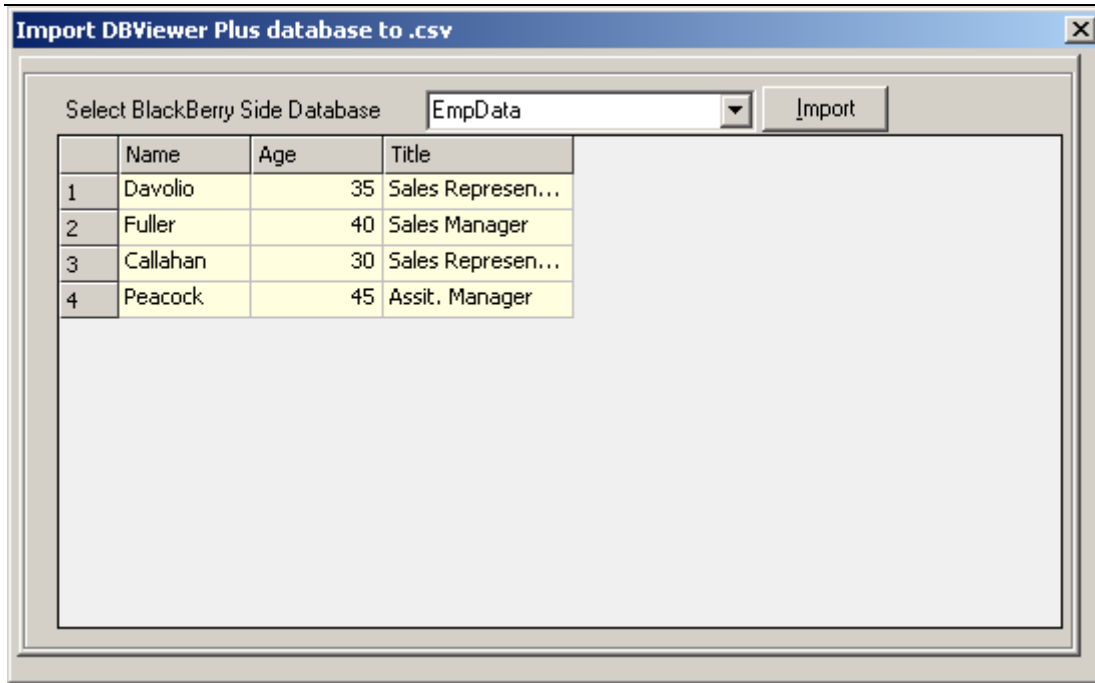 Import DBViewer Plus database to .csv
Select BlackBerry Side Database EmpData Import
Name Age Title
1 Davolio 35 Sales Represen...
2 Fuller 40 Sales Manager
3 Callahan 30 Sales Represen...
4 Peacock 45 Assit. Manager